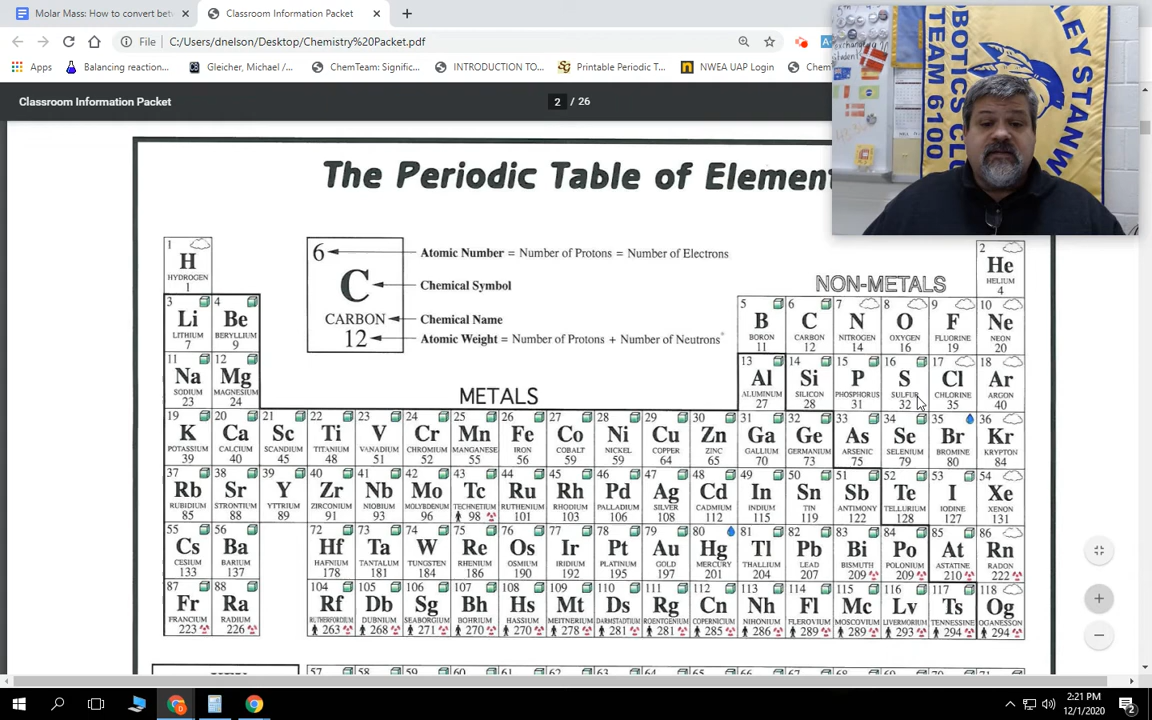 Molar Mass: How to convert bet
Classroom Information Packet
File
C:/Users/dnelson/Desktop/Chemistry%20Packet.pdf
Apps
Balancing reaction...
Gleicher, Michael /...
ChemTeam: Signific...
INTRODUCTION TO...
Printable Periodic T...
NWEA UAP Login
Classroom Information Packet
2 / 26
The Periodic Table of Elemen
6 Atomic Number = Number of Protons = Number of Electrons
C Chemical Symbol
CARBON Chemical Name
12 Atomic Weight = Number of Protons + Number of Neutrons*
METALS
NON-METALS
1 2
H He
HYDROGEN HELIUM
1 4
3 4 5 6 7 8 9 10
Li Be B C N O F Ne
LITHIUM BERYLLIUM BORON CARBON NITROGEN OXYGEN FLUORINE NEON
7 9 11 12 14 16 19 20
11 12 13 14 15 16 17 18
Na Mg Al Si P S Cl Ar
SODIUM MAGNESIUM ALUMINUM SILICON PHOSPHORUS SULFUR CHLORINE ARGON
23 24 27 28 31 32 35 40
19 20 21 22 23 24 25 26 27 28 29 30 31 32 33 34 35 36
K Ca Sc Ti V Cr Mn Fe Co Ni Cu Zn Ga Ge As Se Br Kr
POTASSIUM CALCIUM SCANDIUM TITANIUM VANADIUM CHROMIUM MANGANESE IRON COBALT NICKEL COPPER ZINC GALLIUM GERMANIUM ARSENIC SELENIUM BROMINE KRYPTON
39 40 45 48 51 52 55 56 59 59 64 65 70 73 75 79 80 84
37 38 39 40 41 42 43 44 45 46 47 48 49 50 51 52 53 54
Rb Sr Y Zr Nb Mo Tc Ru Rh Pd Ag Cd In Sn Sb Te I Xe
RUBIDIUM STRONTIUM YTTRIUM ZIRCONIUM NIOBIUM MOLYBDENUM TECHNETIUM RUTHENIUM RHODIUM PALLADIUM SILVER CADMIUM INDIUM TIN ANTIMONY TELLURIUM IODINE XENON
85 88 89 91 93 96 98 101 103 106 108 112 115 119 122 128 127 131
55 56 72 73 74 75 76 77 78 79 80 81 82 83 84 85 86
Cs Ba Hf Ta W Re Os Ir Pt Au Hg Tl Pb Bi Po At Rn
CESIUM BARIUM HAFNIUM TANTALUM TUNGSTEN RHENIUM OSMIUM IRIDIUM PLATINUM GOLD MERCURY THALLIUM LEAD BISMUTH POLONIUM ASTATINE RADON
133 137 178 181 184 186 190 192 195 197 201 204 207 209 209 210 222
87 88 104 105 106 107 108 109 110 111 112 113 114 115 116 117 118
Fr Ra Rf Db Sg Bh Hs Mt Ds Rg Cn Nh Fl Mc Lv Ts Og
FRANCIUM RADIUM RUTHERFORDIUM DUBNIUM SEABORGIUM BOHRIUM HASSIUM MEITNERIUM DARMSTADTIUM ROENTGENIUM COPERNICIUM NIHONIUM FLEROVIUM MOSCOVIUM LIVERMORIUM TENNESSINE OGANESSON
223 226 263 268 271 270 270 278 281 281 285 286 289 289 293 294 294
LEY STANW
OBOTICS CL
TEAM 6100
2:21 PM
12/1/2020
2